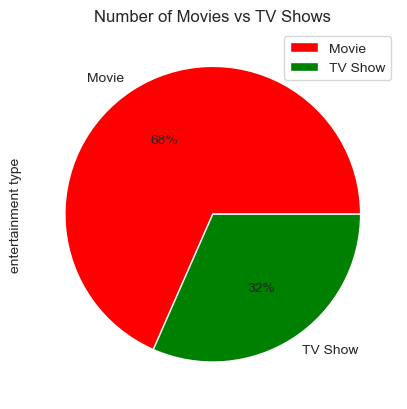 Number of Movies vs TV Shows
Movie
TV Show
Movie
68%
entertainment type
32%
TV Show